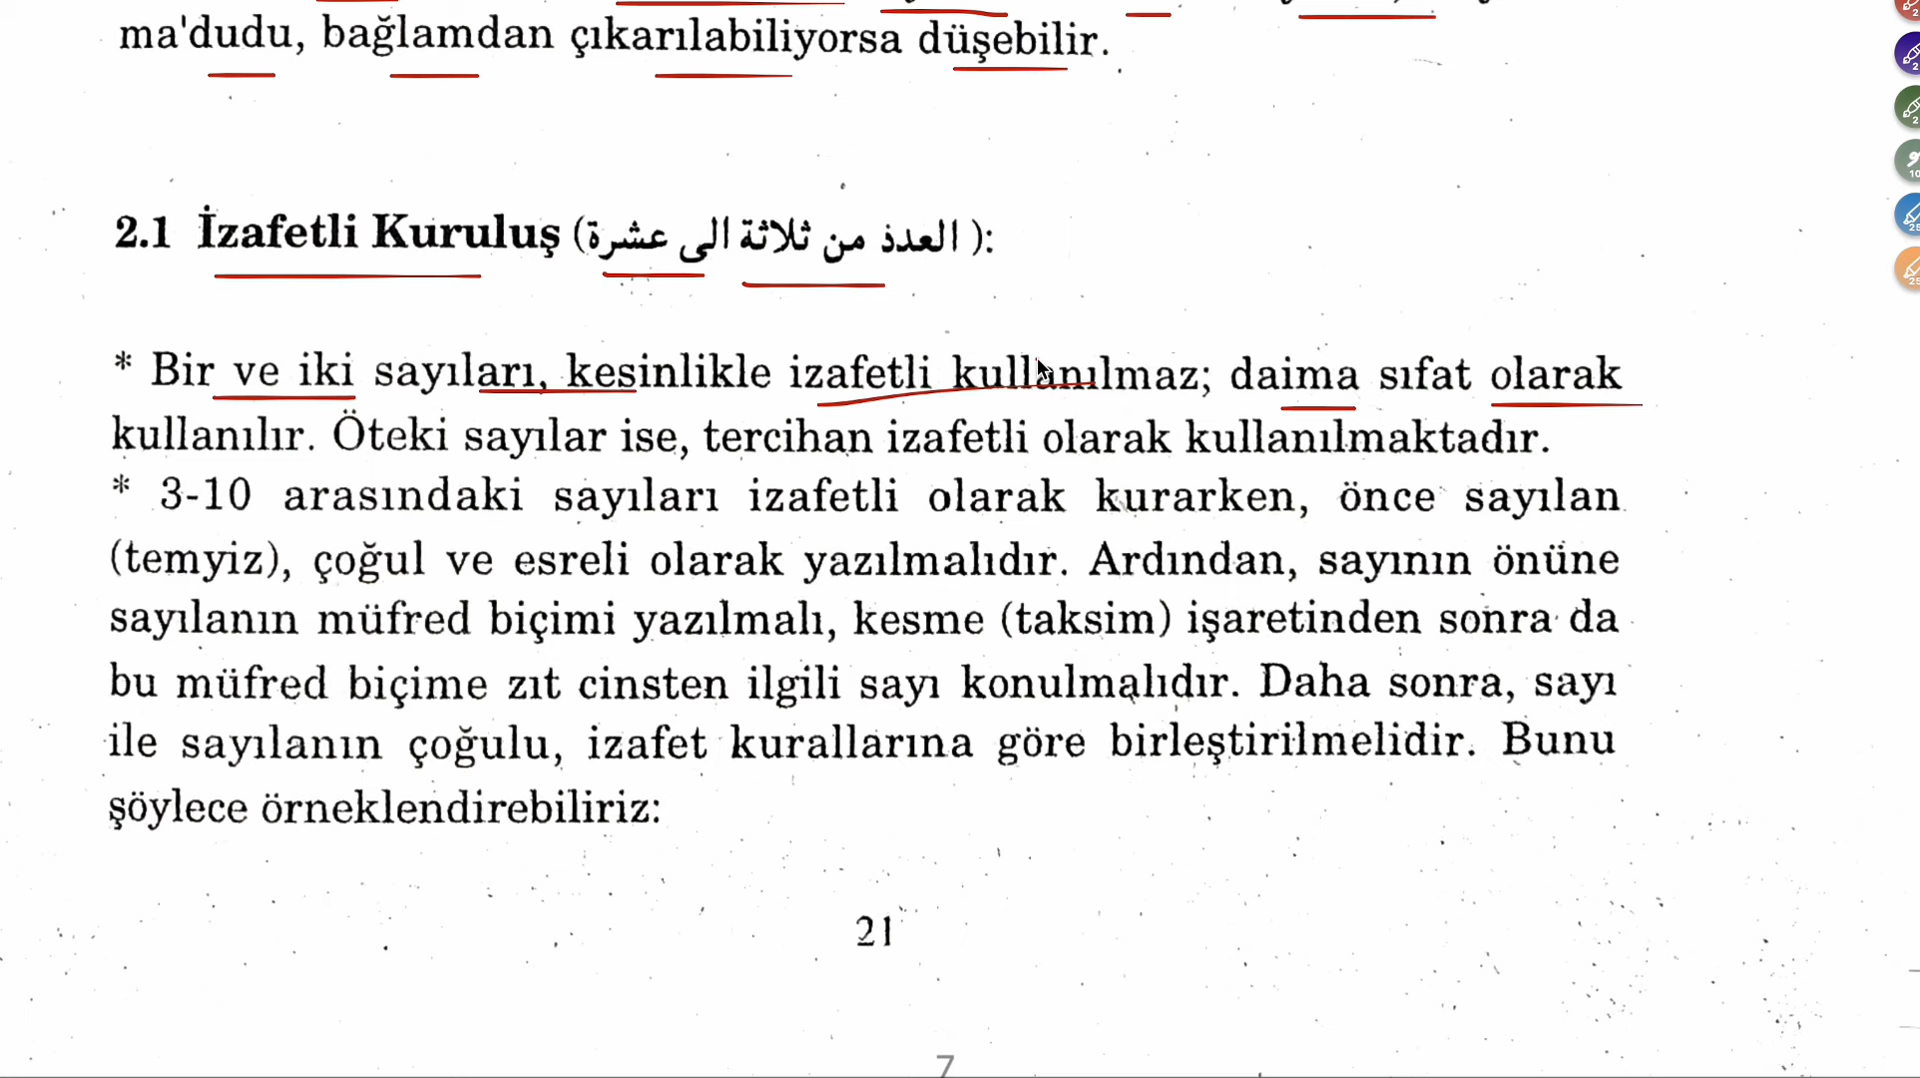 ma'dudu, bağlamdan çıkarılabiliyorsa düşebilir.
2.1 İzafetli Kuruluş (العدذ من ثلاثة الى عشرة):
* Bir ve iki sayıları, kesinlikle izafetli kullanılmaz; daima sıfat olarak
kullanılır. Öteki sayılar ise, tercihan izafetli olarak kullanılmaktadır.
* 3-10 arasındaki sayıları izafetli olarak kurarken, önce sayılan
(temyiz), çoğul ve esreli olarak yazılmalıdır. Ardından, sayının önüne
sayılanın müfred biçimi yazılmalı, kesme (taksim) işaretinden sonra da
bu müfred biçime zıt cinsten ilgili sayı konulmalıdır. Daha sonra, sayı
ile sayılanın çoğulu, izafet kurallarına göre birleştirilmelidir. Bunu
şöylece örneklendirebiliriz:
21
7